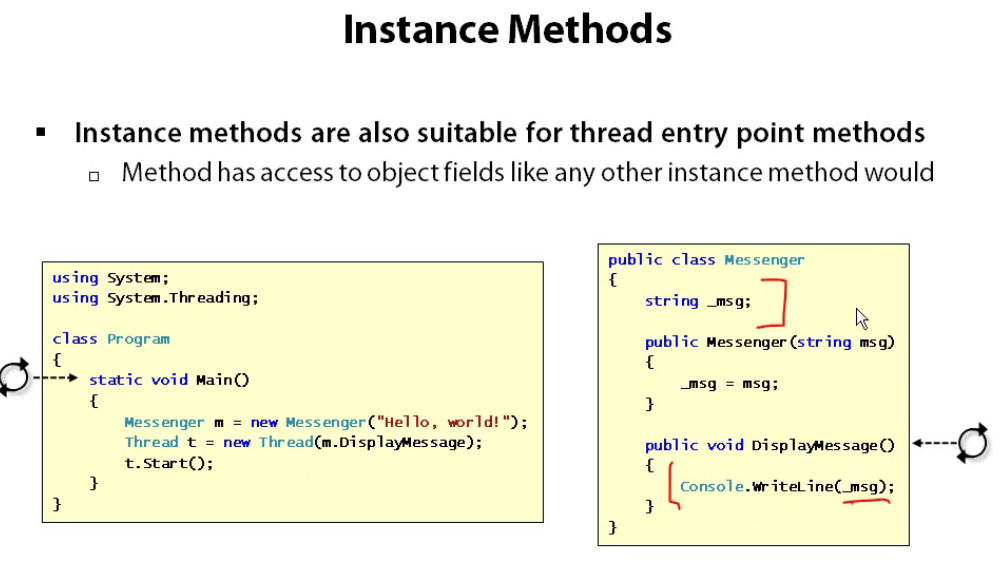 Instance Methods
▪ Instance methods are also suitable for thread entry point methods
▫ Method has access to object fields like any other instance method would
using System;
using System.Threading;
class Program
{
static void Main()
{
Messenger m = new Messenger("Hello, world!");
Thread t = new Thread(m.DisplayMessage);
t.Start();
}
}
public class Messenger
{
string _msg;
public Messenger(string msg)
{
_msg = msg;
}
public void DisplayMessage()
{
Console.WriteLine(_msg);
}
}